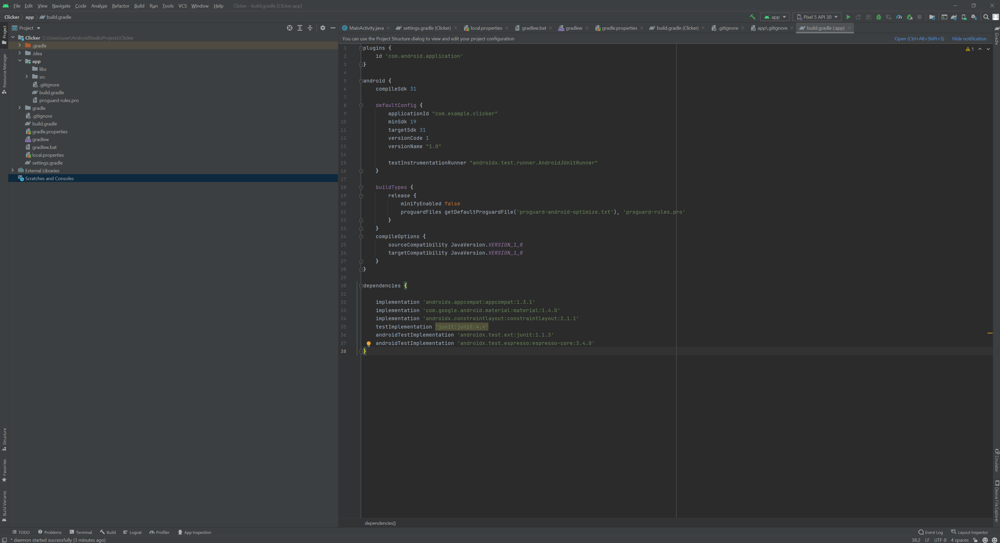 File Edit View Navigate Code Analyze Refactor Build Run Tools VCS Window Help Clicker - build.gradle [Clicker.app]
Clicker app build.gradle
app Pixel 5 API 30
Project
MainActivity.java settings.gradle (Clicker) local.properties gradlew.bat gradlew gradle.properties build.gradle (Clicker) .gitignore app\.gitignore build.gradle (:app)
You can use the Project Structure dialog to view and edit your project configuration Open (Ctrl+Alt+Shift+S) Hide notification
Project
Resource Manager
Structure
Favorites
Build Variants
Clicker C:\Users\user\AndroidStudioProjects\Clicker
.gradle
.idea
app
libs
src
.gitignore
build.gradle
proguard-rules.pro
gradle
.gitignore
build.gradle
gradle.properties
gradlew
gradlew.bat
local.properties
settings.gradle
External Libraries
Scratches and Consoles
1 plugins {
2 id 'com.android.application'
3 }
4
5 android {
6 compileSdk 31
7
8 defaultConfig {
9 applicationId "com.example.clicker"
10 minSdk 19
11 targetSdk 31
12 versionCode 1
13 versionName "1.0"
14
15 testInstrumentationRunner "androidx.test.runner.AndroidJUnitRunner"
16 }
17
18 buildTypes {
19 release {
20 minifyEnabled false
21 proguardFiles getDefaultProguardFile('proguard-android-optimize.txt'), 'proguard-rules.pro'
22 }
23 }
24 compileOptions {
25 sourceCompatibility JavaVersion.VERSION_1_8
26 targetCompatibility JavaVersion.VERSION_1_8
27 }
28 }
29
30 dependencies {
31
32 implementation 'androidx.appcompat:appcompat:1.3.1'
33 implementation 'com.google.android.material:material:1.4.0'
34 implementation 'androidx.constraintlayout:constraintlayout:2.1.1'
35 testImplementation 'junit:junit:4.+'
36 androidTestImplementation 'androidx.test.ext:junit:1.1.3'
37 androidTestImplementation 'androidx.test.espresso:espresso-core:3.4.0'
38 }
1
Gradle
Emulator
Device File Explorer
dependencies{}
TODO Problems Terminal Build Logcat Profiler App Inspection Event Log Layout Inspector
* daemon started successfully (3 minutes ago) 38:2 LF UTF-8 4 spaces